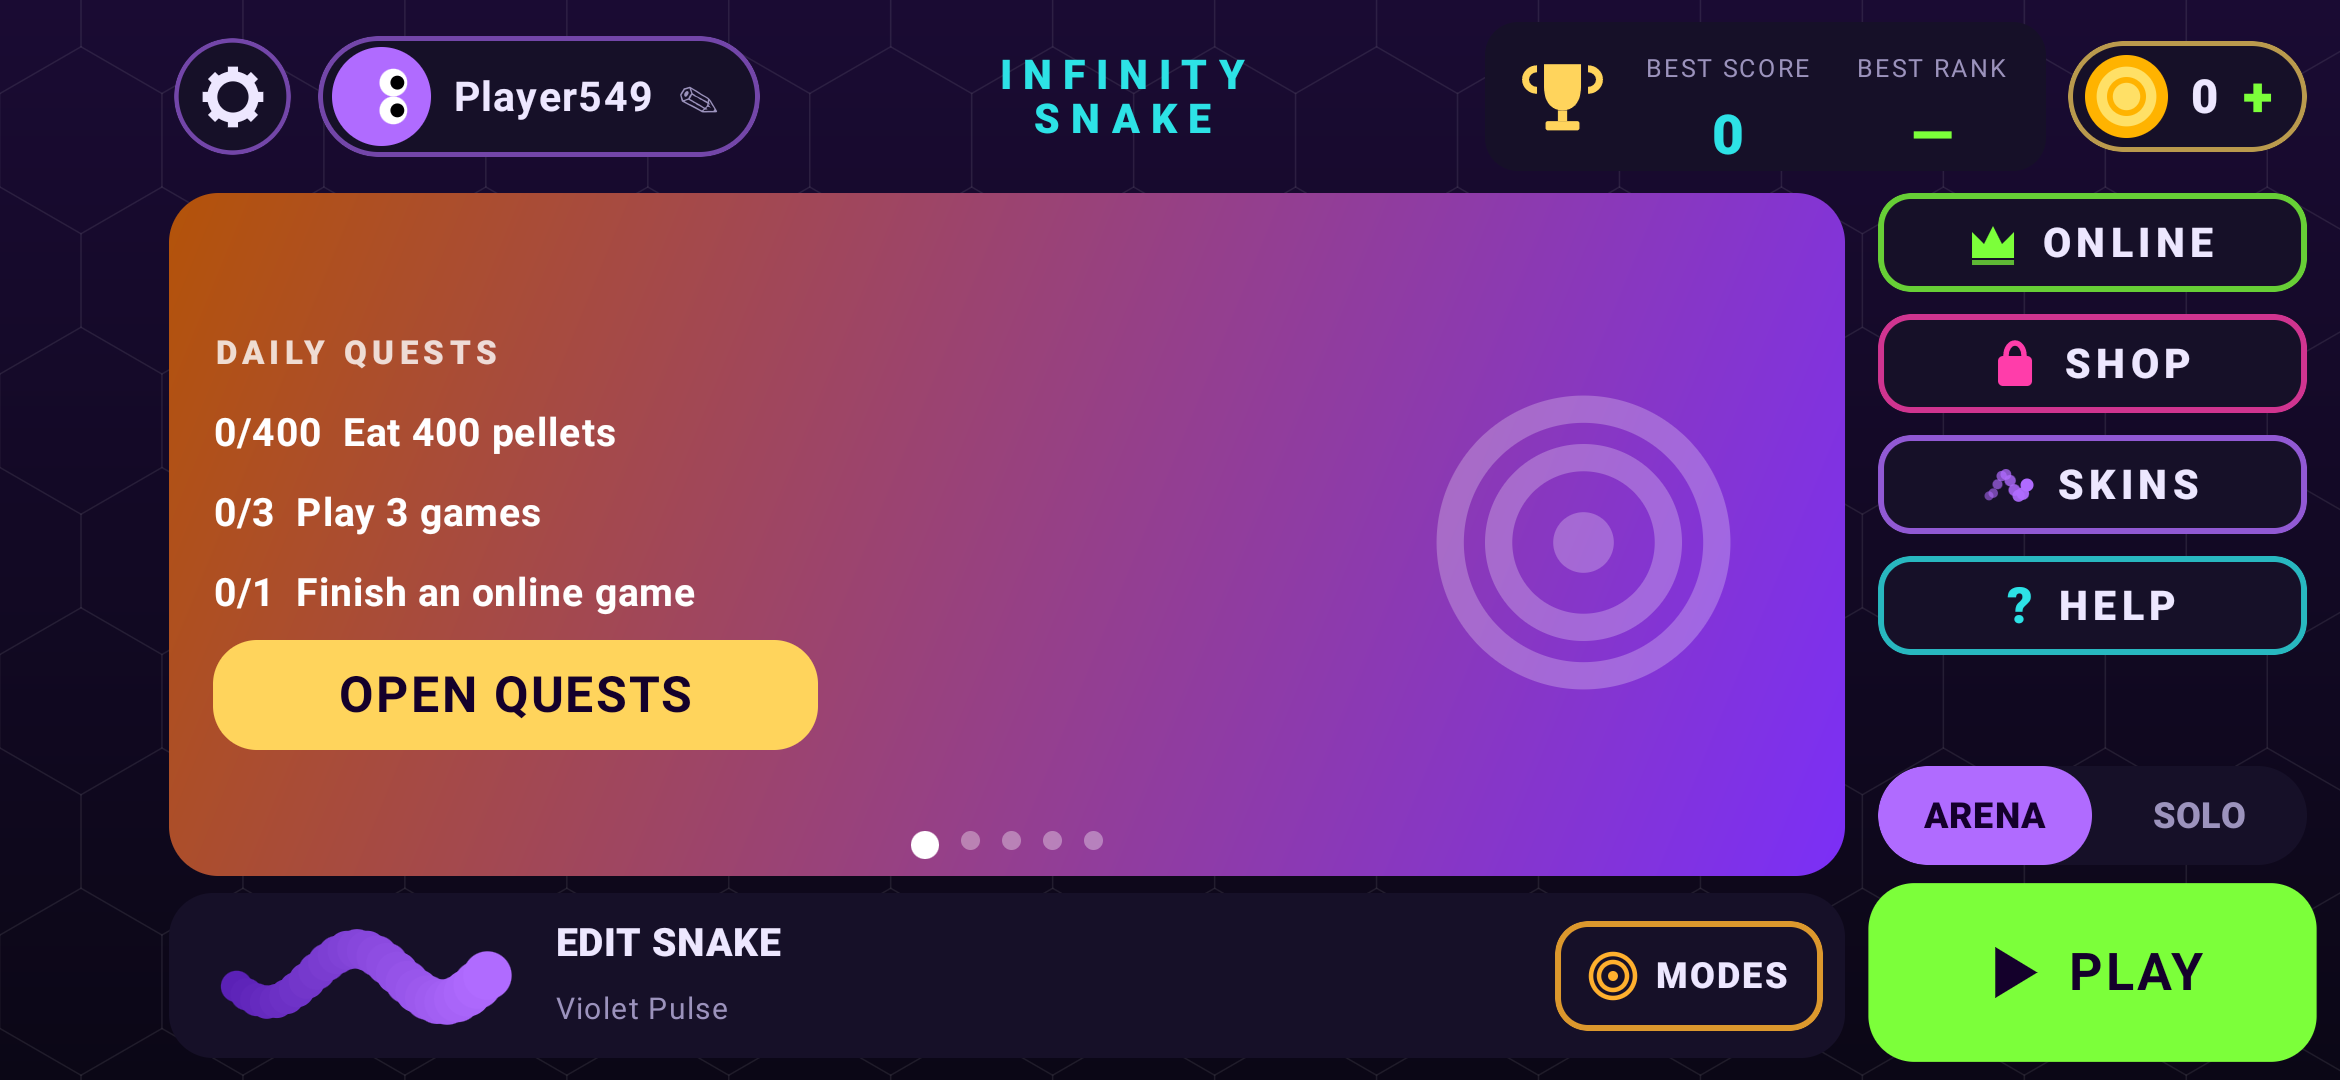 Player549
INFINITY
SNAKE
BEST SCORE
0
BEST RANK
–
0 +
DAILY QUESTS
0/400 Eat 400 pellets
0/3 Play 3 games
0/1 Finish an online game
OPEN QUESTS
ONLINE
SHOP
SKINS
? HELP
ARENA
SOLO
EDIT SNAKE
Violet Pulse
MODES
PLAY